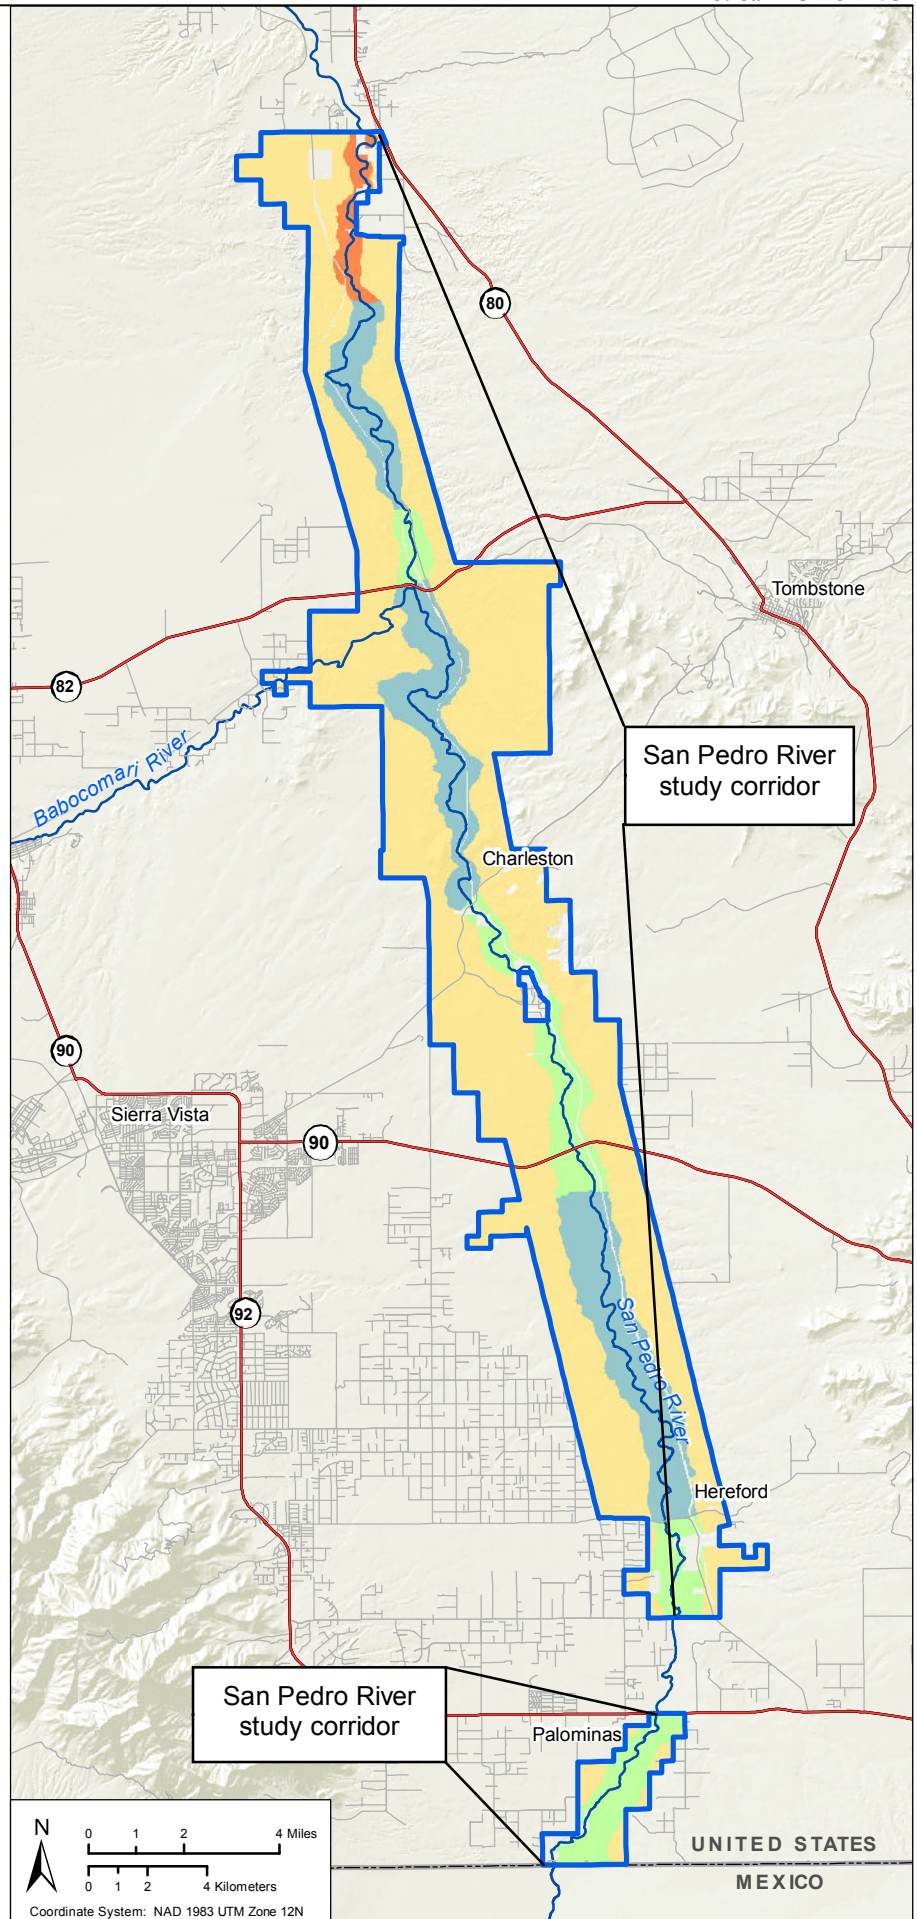 80
Tombstone
82
Babocomari River
San Pedro River
study corridor
Charleston
90
Sierra Vista
90
92
San Pedro River
Hereford
San Pedro River
study corridor
Palominas
N
0 1 2 4 Miles
0 1 2 4 Kilometers
Coordinate System: NAD 1983 UTM Zone 12N
UNITED STATES
MEXICO